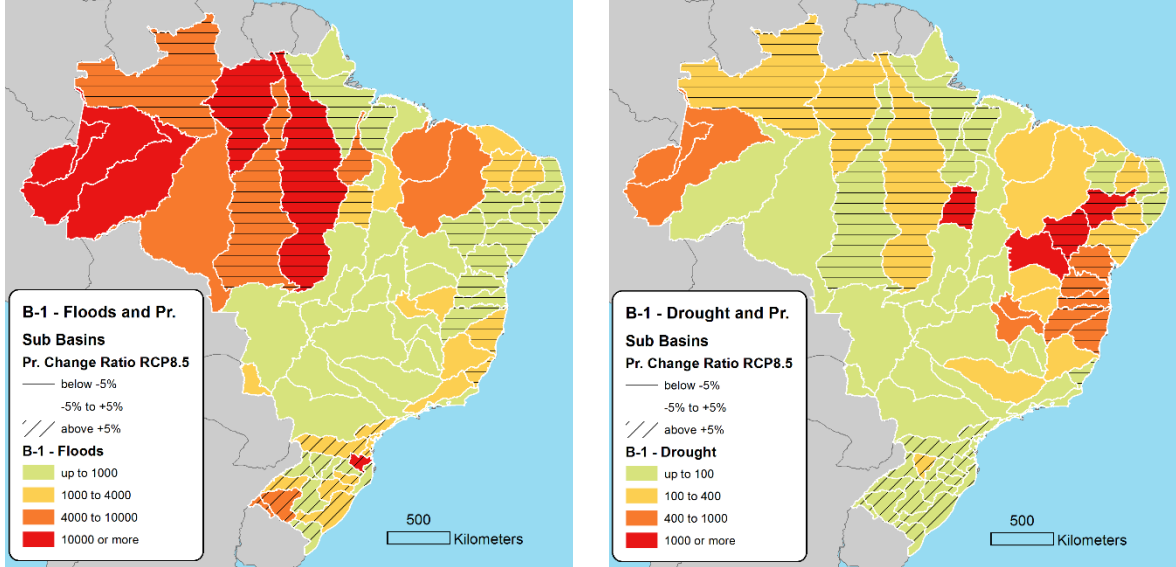 B-1 - Floods and Pr.
Sub Basins
Pr. Change Ratio RCP8.5
below -5%
-5% to +5%
above +5%
B-1 - Floods
up to 1000
1000 to 4000
4000 to 10000
10000 or more
500
Kilometers
B-1 - Drought and Pr.
Sub Basins
Pr. Change Ratio RCP8.5
below -5%
-5% to +5%
above +5%
B-1 - Drought
up to 100
100 to 400
400 to 1000
1000 or more
500
Kilometers